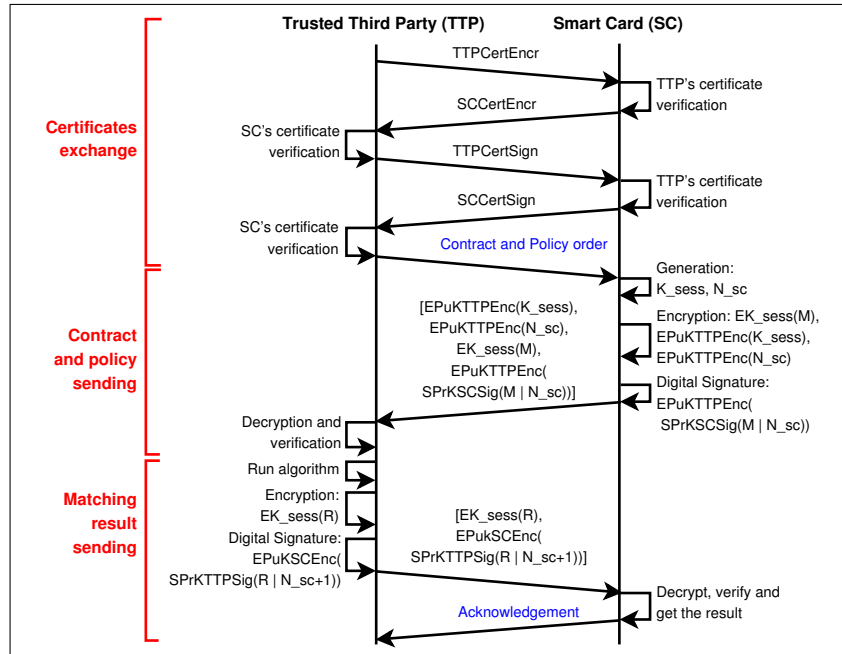 Trusted Third Party (TTP)
Smart Card (SC)
Certificates
exchange
TTPCertEncr
TTP's certificate
verification
SCCertEncr
SC's certificate
verification
TTPCertSign
TTP's certificate
verification
SCCertSign
SC's certificate
verification
Contract and Policy order
Contract
and policy
sending
Generation:
K_sess, N_sc
Encryption: EK_sess(M),
EPuKTTPEnc(K_sess),
EPuKTTPEnc(N_sc)
Digital Signature:
EPuKTTPEnc(
SPrKSCSig(M | N_sc))
[EPuKTTPEnc(K_sess),
EPuKTTPEnc(N_sc),
EK_sess(M),
EPuKTTPEnc(
SPrKSCSig(M | N_sc))]
Decryption and
verification
Matching
result
sending
Run algorithm
Encryption:
EK_sess(R)
Digital Signature:
EPuKSCEnc(
SPrKTTPSig(R | N_sc+1))
[EK_sess(R),
EPukSCEnc(
SPrKTTPSig(R | N_sc+1))]
Decrypt, verify and
get the result
Acknowledgement